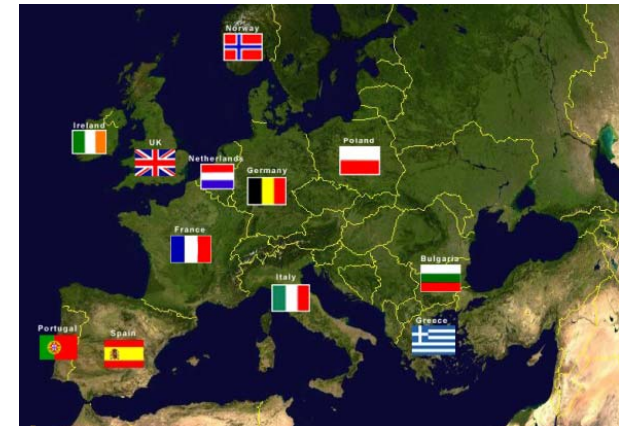 Norway
Ireland
UK
Netherlands
Poland
Germany
France
Bulgaria
Italy
Greece
Portugal
Spain